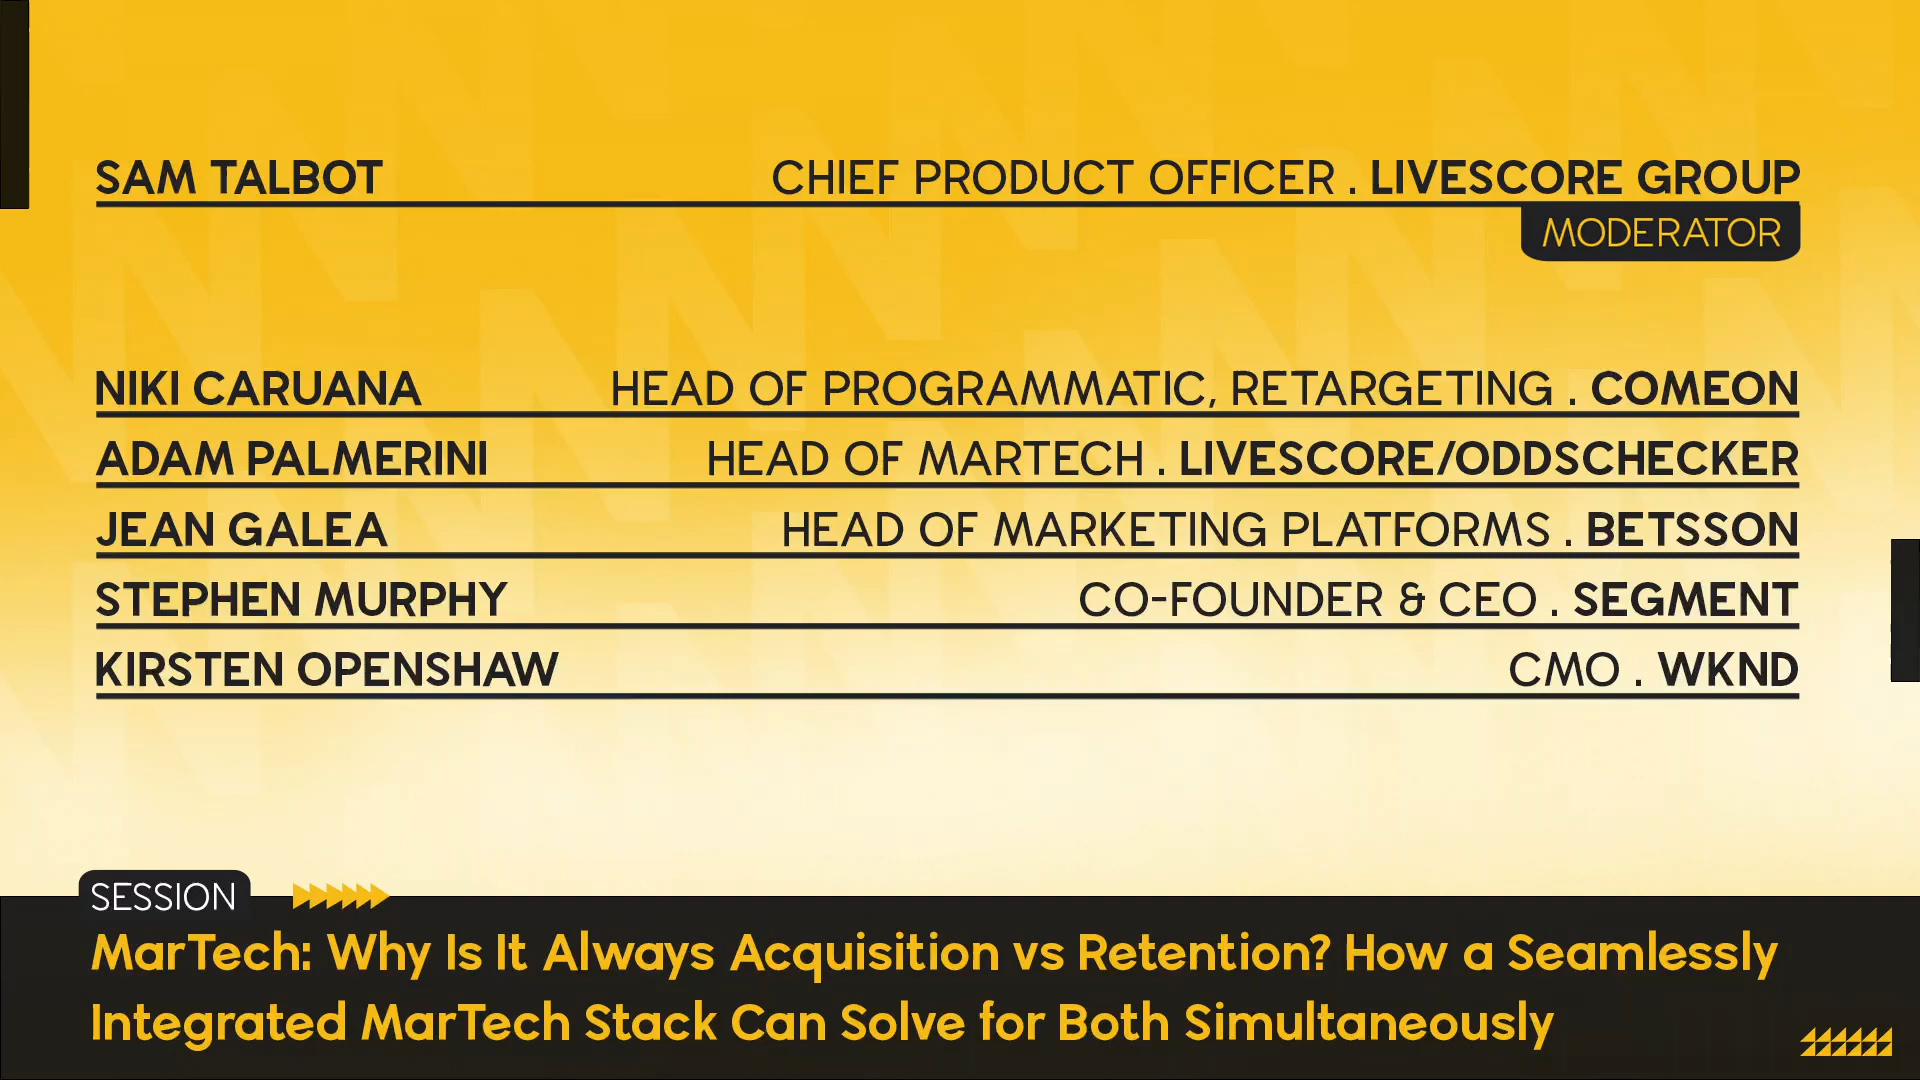 SAM TALBOT CHIEF PRODUCT OFFICER . LIVESCORE GROUP
MODERATOR
NIKI CARUANA HEAD OF PROGRAMMATIC, RETARGETING . COMEON
ADAM PALMERINI HEAD OF MARTECH . LIVESCORE/ODDSCHECKER
JEAN GALEA HEAD OF MARKETING PLATFORMS . BETSSON
STEPHEN MURPHY CO-FOUNDER & CEO . SEGMENT
KIRSTEN OPENSHAW CMO . WKND
SESSION
MarTech: Why Is It Always Acquisition vs Retention? How a Seamlessly
Integrated MarTech Stack Can Solve for Both Simultaneously